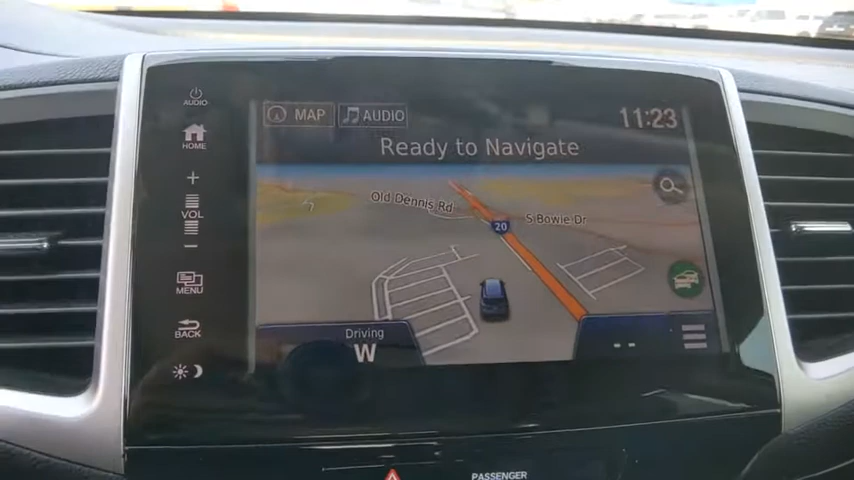 AUDIO
HOME
+
VOL
−
MENU
BACK
MAP
AUDIO
11:23
Ready to Navigate
Old Dennis Rd
20
S Bowie Dr
Driving
W
--
PASSENGER